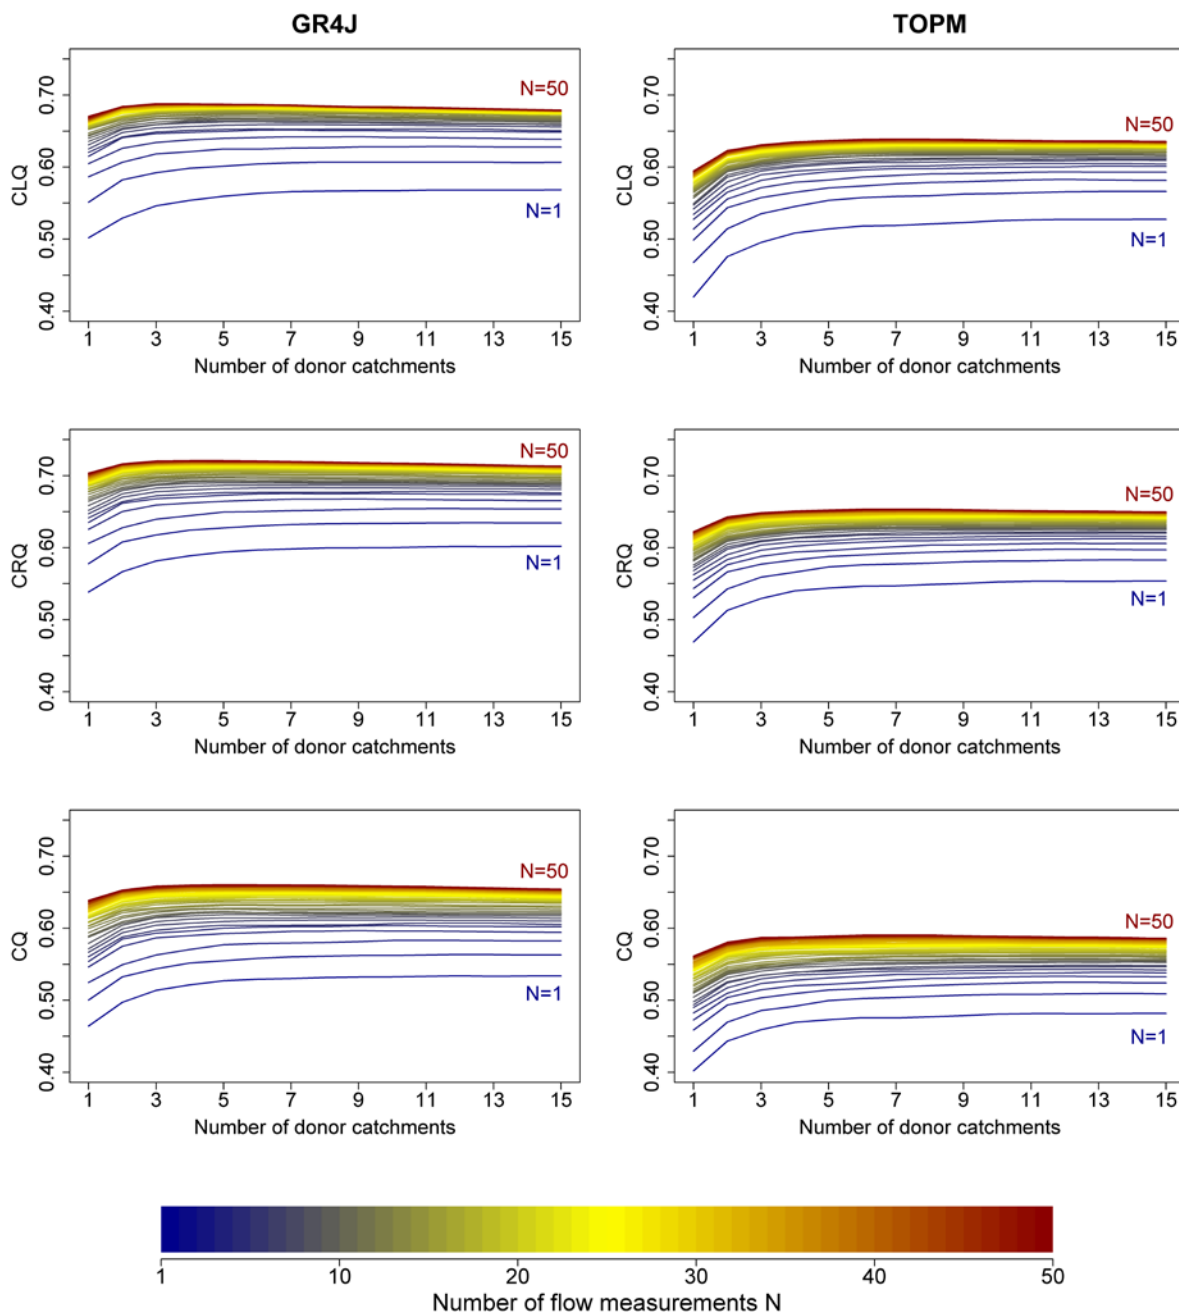 GR4J
TOPM
CLQ
0.40 0.50 0.60 0.70
N=50
N=1
1 3 5 7 9 11 13 15
Number of donor catchments
CLQ
0.40 0.50 0.60 0.70
N=50
N=1
1 3 5 7 9 11 13 15
Number of donor catchments
CRQ
0.40 0.50 0.60 0.70
N=50
N=1
1 3 5 7 9 11 13 15
Number of donor catchments
CRQ
0.40 0.50 0.60 0.70
N=50
N=1
1 3 5 7 9 11 13 15
Number of donor catchments
CQ
0.40 0.50 0.60 0.70
N=50
N=1
1 3 5 7 9 11 13 15
Number of donor catchments
CQ
0.40 0.50 0.60 0.70
N=50
N=1
1 3 5 7 9 11 13 15
Number of donor catchments
1 10 20 30 40 50
Number of flow measurements N